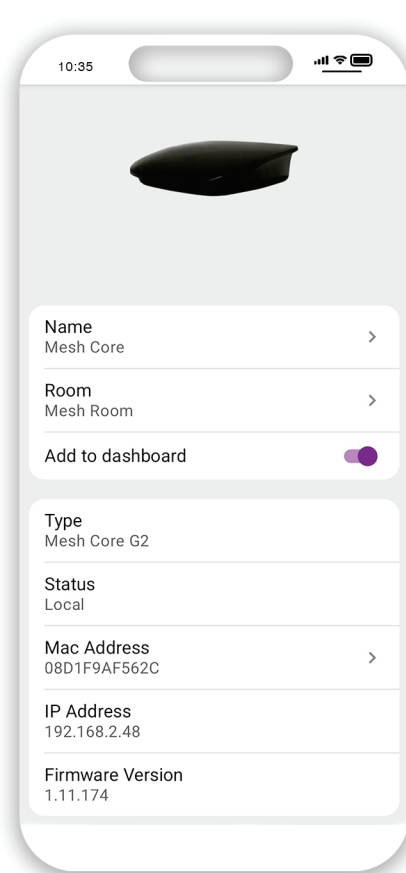 10:35
Name
Mesh Core
Room
Mesh Room
Add to dashboard
Type
Mesh Core G2
Status
Local
Mac Address
08D1F9AF562C
IP Address
192.168.2.48
Firmware Version
1.11.174